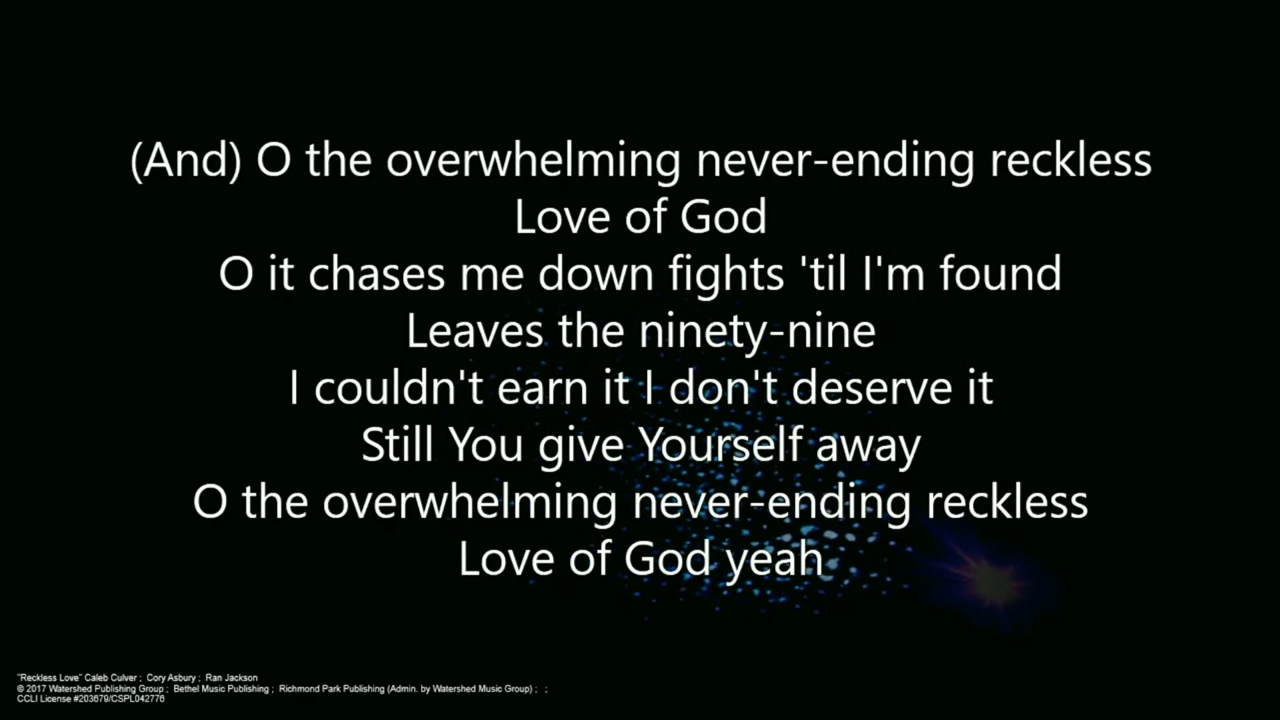 (And) O the overwhelming never-ending reckless
Love of God
O it chases me down fights 'til I'm found
Leaves the ninety-nine
I couldn't earn it I don't deserve it
Still You give Yourself away
O the overwhelming never-ending reckless
Love of God yeah
"Reckless Love" Caleb Culver ; Cory Asbury ; Ran Jackson
© 2017 Watershed Publishing Group ; Bethel Music Publishing ; Richmond Park Publishing (Admin. by Watershed Music Group) ; ;
CCLI License #203679/CSPL042776